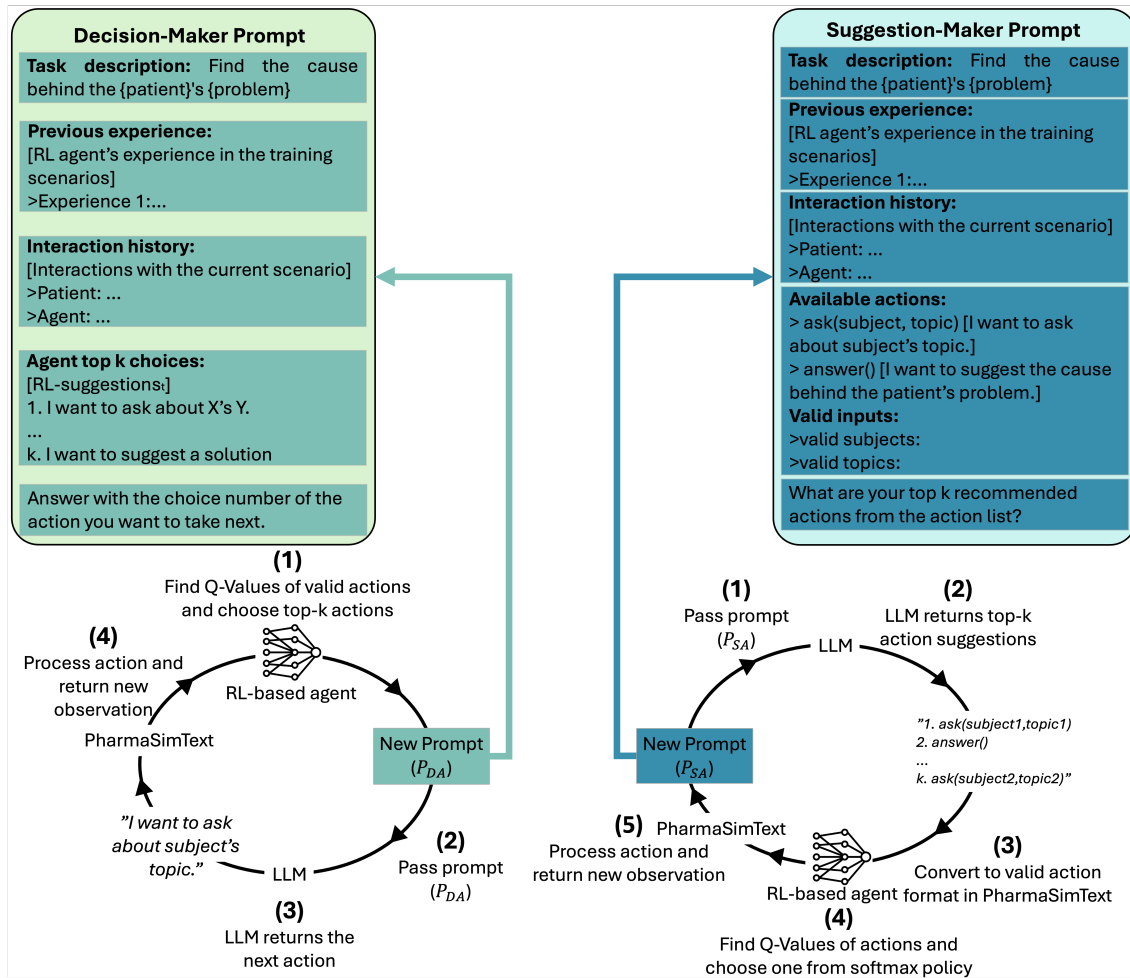 Decision-Maker Prompt
Task description: Find the cause
behind the {patient}'s {problem}
Previous experience:
[RL agent's experience in the training
scenarios]
>Experience 1:...
Interaction history:
[Interactions with the current scenario]
>Patient: ...
>Agent: ...
Agent top k choices:
[RL-suggestionsₜ]
1. I want to ask about X's Y.
...
k. I want to suggest a solution
Answer with the choice number of the
action you want to take next.
Suggestion-Maker Prompt
Task description: Find the cause
behind the {patient}'s {problem}
Previous experience:
[RL agent's experience in the training
scenarios]
>Experience 1:...
Interaction history:
[Interactions with the current scenario]
>Patient: ...
>Agent: ...
Available actions:
> ask(subject, topic) [I want to ask
about subject's topic.]
> answer() [I want to suggest the cause
behind the patient's problem.]
Valid inputs:
>valid subjects:
>valid topics:
What are your top k recommended
actions from the action list?
(1)
Find Q-Values of valid actions
and choose top-k actions
RL-based agent
New Prompt
(P_DA)
(2)
Pass prompt
(P_DA)
LLM
(3)
LLM returns the
next action
"I want to ask
about subject's
topic."
PharmaSimText
(4)
Process action and
return new
observation
(1)
Pass prompt
(P_SA)
LLM
(2)
LLM returns top-k
action suggestions
"1. ask(subject1,topic1)
2. answer()
...
k. ask(subject2,topic2)"
(3)
Convert to valid action
format in PharmaSimText
RL-based agent
(4)
Find Q-Values of actions and
choose one from softmax policy
PharmaSimText
(5)
Process action and
return new observation
New Prompt
(P_SA)